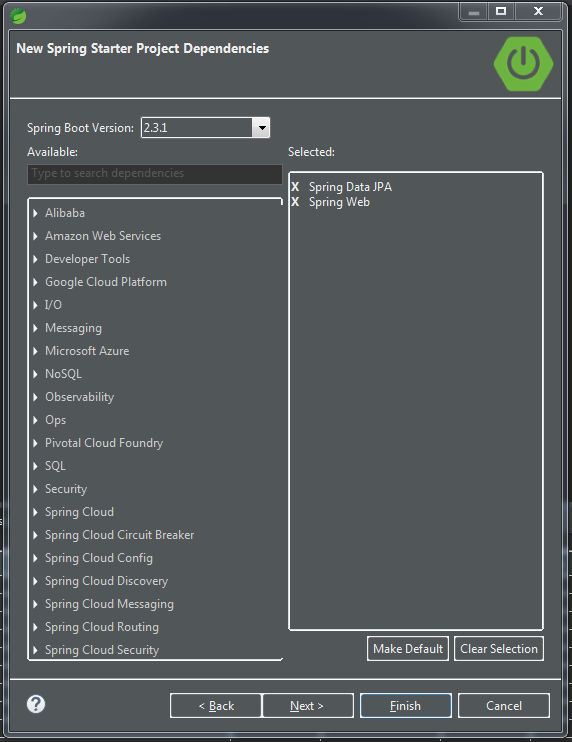 New Spring Starter Project Dependencies
Spring Boot Version: 2.3.1
Available:
Type to search dependencies
Alibaba
Amazon Web Services
Developer Tools
Google Cloud Platform
I/O
Messaging
Microsoft Azure
NoSQL
Observability
Ops
Pivotal Cloud Foundry
SQL
Security
Spring Cloud
Spring Cloud Circuit Breaker
Spring Cloud Config
Spring Cloud Discovery
Spring Cloud Messaging
Spring Cloud Routing
Spring Cloud Security
Selected:
X Spring Data JPA
X Spring Web
Make Default Clear Selection
? < Back Next > Finish Cancel